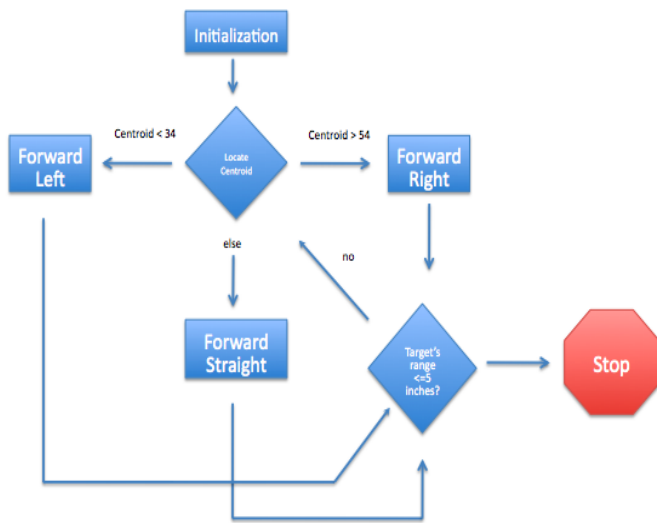 Initialization
Centroid < 34
Centroid > 54
Forward
Left
Locate
Centroid
Forward
Right
else
no
Forward
Straight
Target's
range
<=5
inches?
Stop